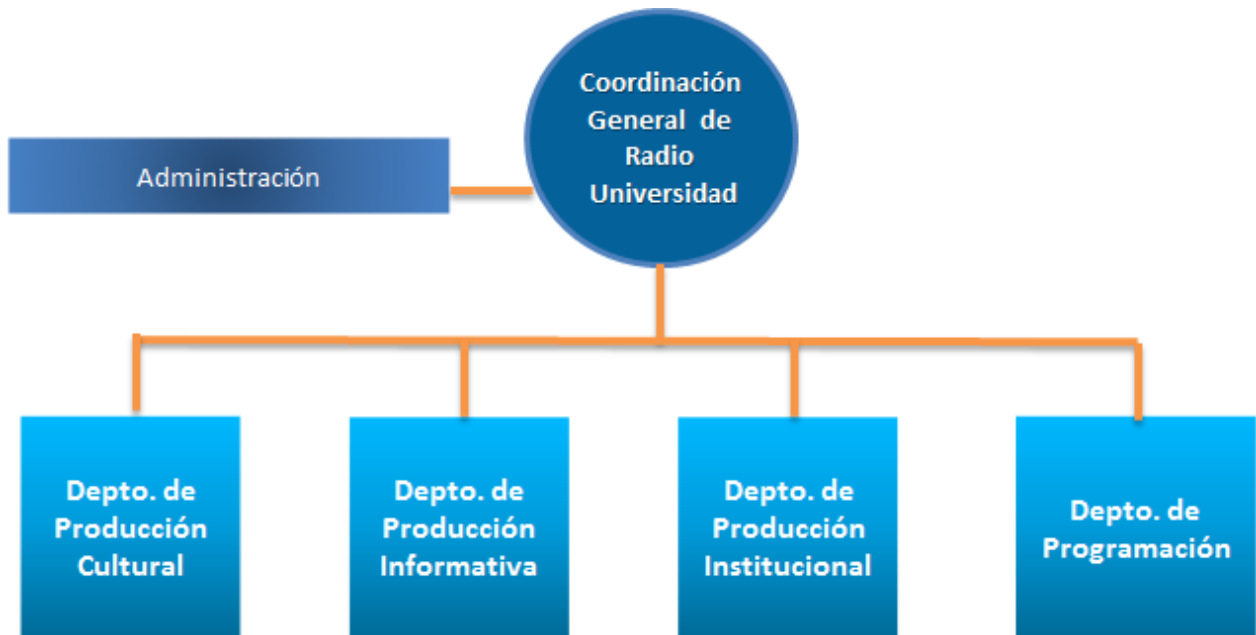 Coordinación
General de
Radio
Universidad
Administración
Depto. de
Producción
Cultural
Depto. de
Producción
Informativa
Depto. de
Producción
Institucional
Depto. de
Programación